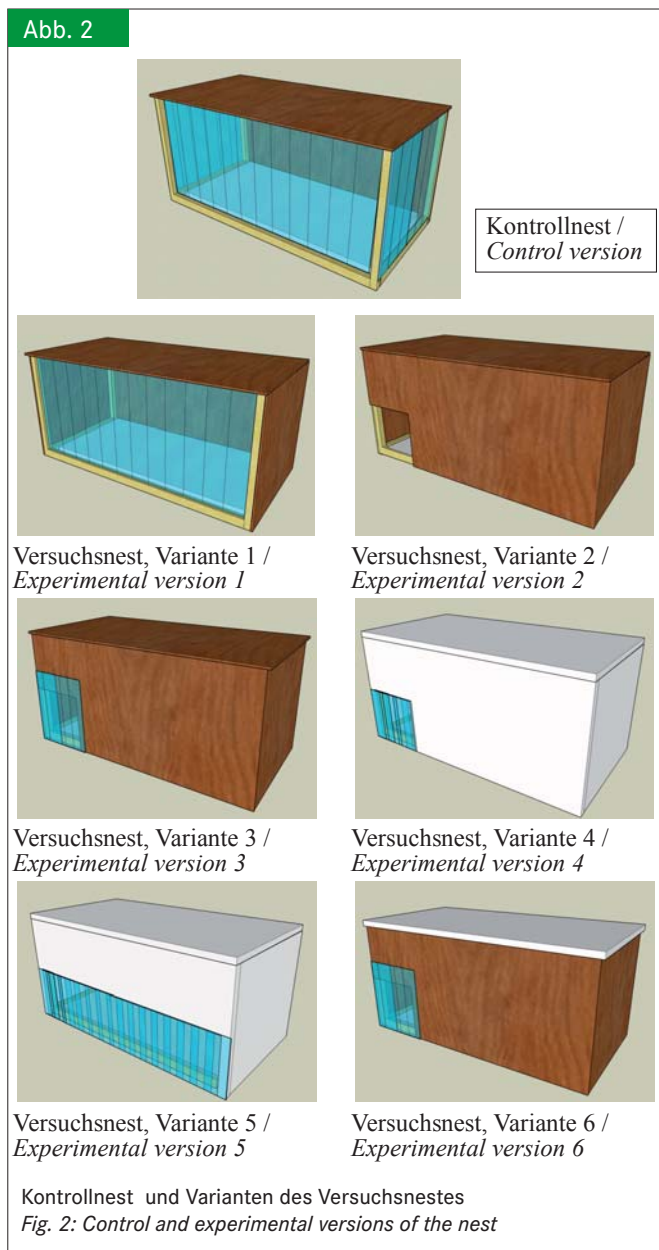 Abb. 2
Kontrollnest /
Control version
Versuchsnest, Variante 1 /
Experimental version 1
Versuchsnest, Variante 2 /
Experimental version 2
Versuchsnest, Variante 3 /
Experimental version 3
Versuchsnest, Variante 4 /
Experimental version 4
Versuchsnest, Variante 5 /
Experimental version 5
Versuchsnest, Variante 6 /
Experimental version 6
Kontrollnest und Varianten des Versuchsnestes
Fig. 2: Control and experimental versions of the nest